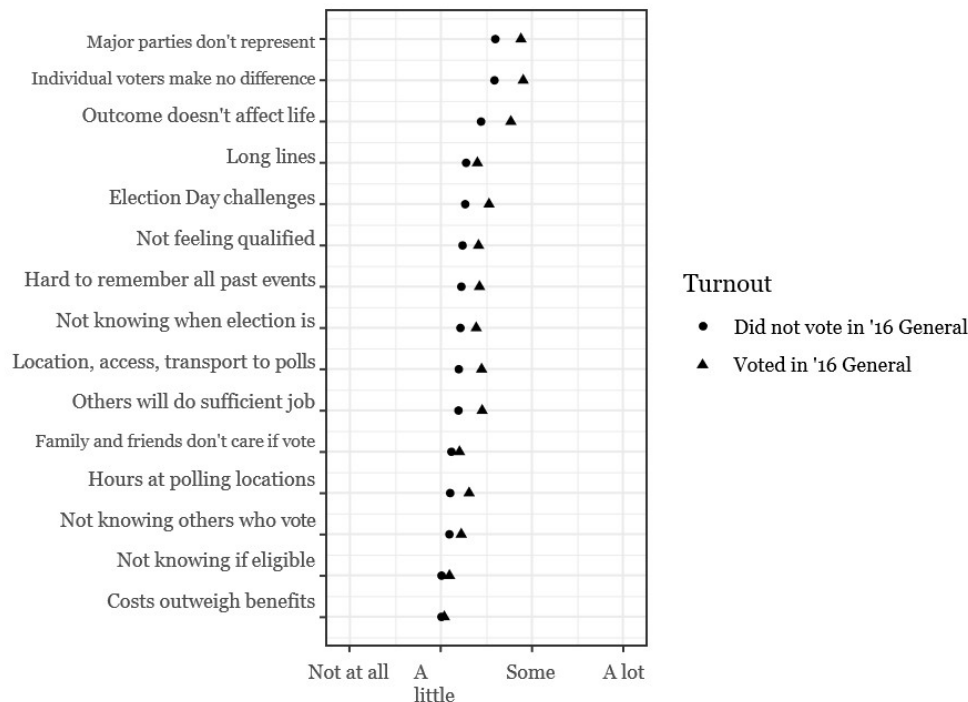 Major parties don't represent
Individual voters make no difference
Outcome doesn't affect life
Long lines
Election Day challenges
Not feeling qualified
Hard to remember all past events
Not knowing when election is
Location, access, transport to polls
Others will do sufficient job
Family and friends don't care if vote
Hours at polling locations
Not knowing others who vote
Not knowing if eligible
Costs outweigh benefits
Not at all
A
little
Some
A lot
Turnout
Did not vote in '16 General
Voted in '16 General